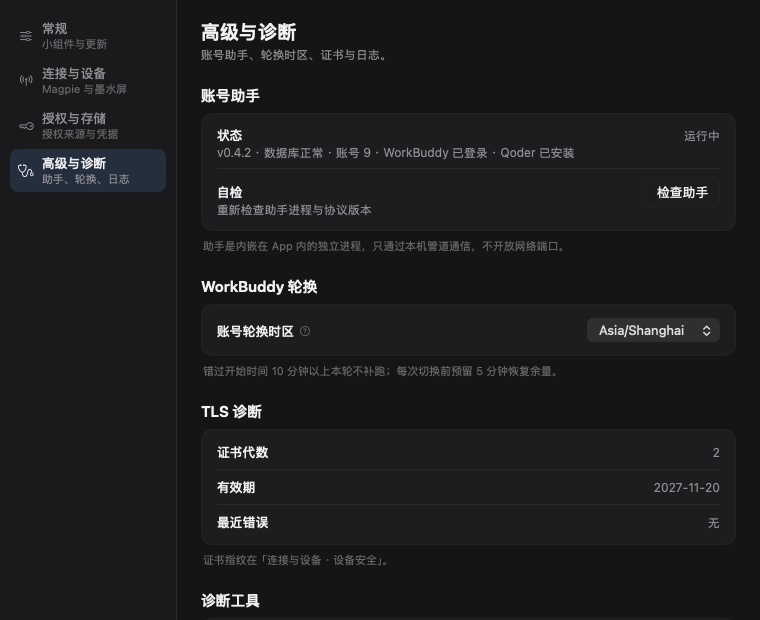 常规
小组件与更新
连接与设备
Magpie 与墨水屏
授权与存储
授权来源与凭据
高级与诊断
助手、轮换、日志
高级与诊断
账号助手、轮换时区、证书与日志。
账号助手
状态
运行中
v0.4.2 · 数据库正常 · 账号 9 · WorkBuddy 已登录 · Qoder 已安装
自检
重新检查助手进程与协议版本
检查助手
助手是内嵌在 App 内的独立进程，只通过本机管道通信，不开放网络端口。
WorkBuddy 轮换
账号轮换时区
Asia/Shanghai
错过开始时间 10 分钟以上本轮不补跑；每次切换前预留 5 分钟恢复余量。
TLS 诊断
证书代数
2
有效期
2027-11-20
最近错误
无
证书指纹在「连接与设备 · 设备安全」。
诊断工具